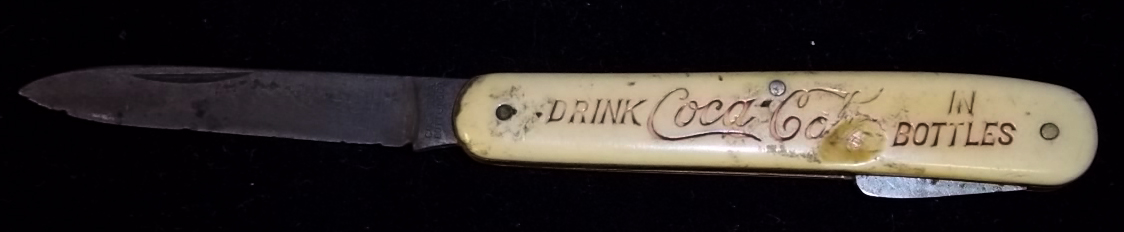 DRINK Coca-Cola IN BOTTLES